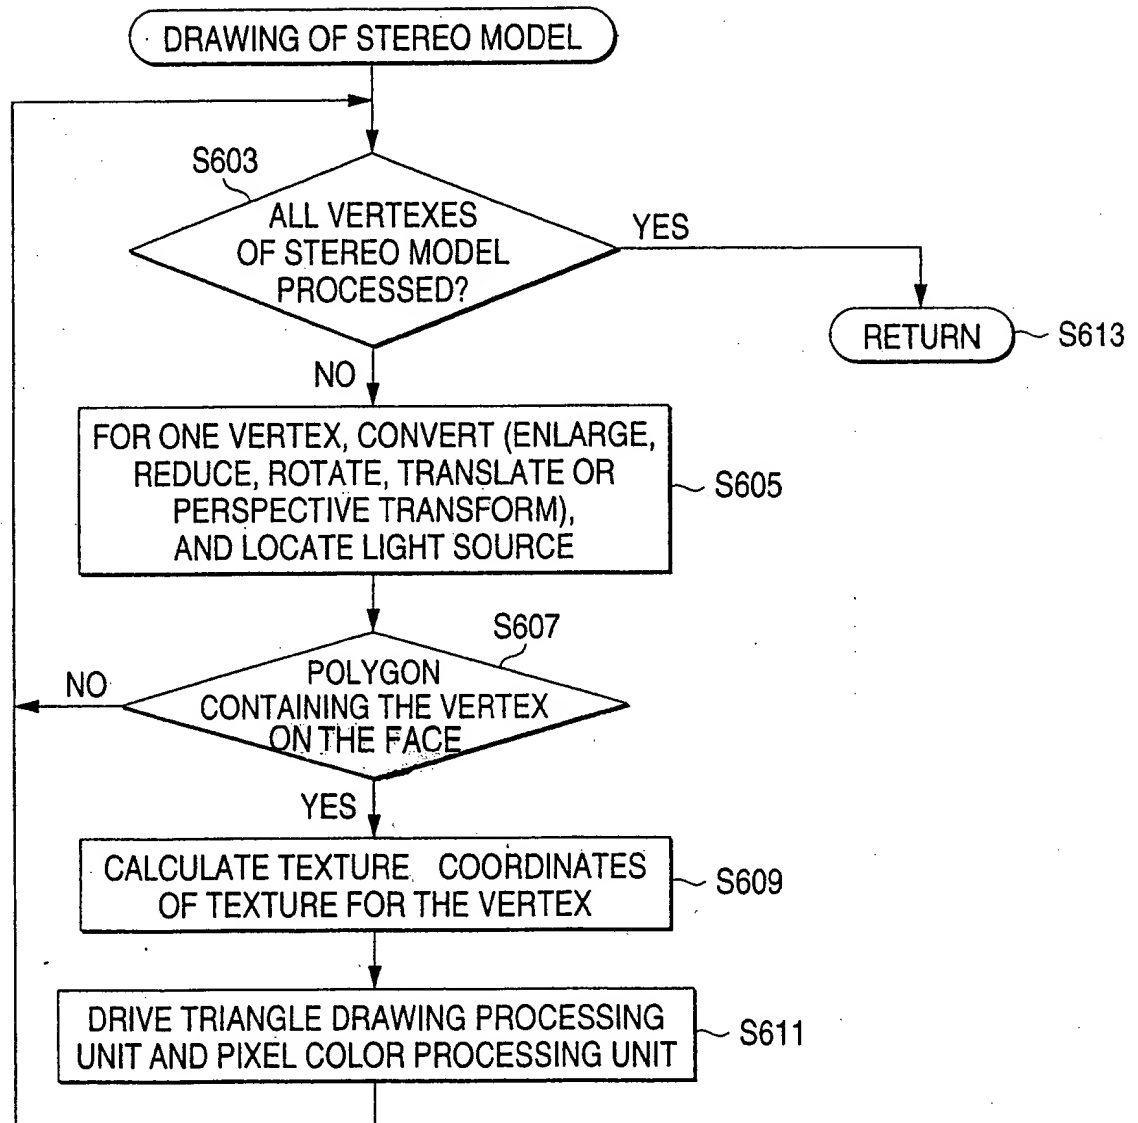 DRAWING OF STEREO MODEL
S603
ALL VERTEXES
OF STEREO MODEL
PROCESSED?
YES
RETURN
S613
NO
FOR ONE VERTEX, CONVERT (ENLARGE,
REDUCE, ROTATE, TRANSLATE OR
PERSPECTIVE TRANSFORM),
AND LOCATE LIGHT SOURCE
S605
S607
NO
POLYGON
CONTAINING THE VERTEX
ON THE FACE
YES
CALCULATE TEXTURE COORDINATES
OF TEXTURE FOR THE VERTEX
S609
DRIVE TRIANGLE DRAWING PROCESSING
UNIT AND PIXEL COLOR PROCESSING UNIT
S611